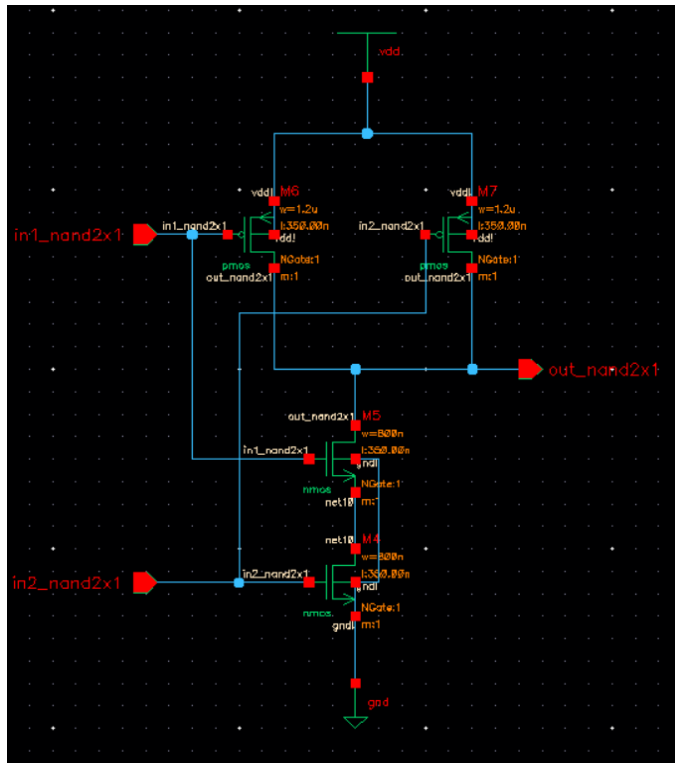 vdd
vdd!
M6
w=1.2u
in1_nand2x1
in1_nand2x1
l:350.00n
vdd!
pmos
NGate:1
out_nand2x1
m:1
vdd!
M7
w=1.2u
in2_nand2x1
l:350.00n
vdd!
pmos
NGate:1
out_nand2x1
m:1
out_nand2x1
out_nand2x1
M5
w=800n
in1_nand2x1
l:350.00n
gnd!
nmos
NGate:1
net10
m:1
net10
M4
w=800n
in2_nand2x1
in2_nand2x1
l:350.00n
gnd!
nmos
NGate:1
gnd!
m:1
gnd